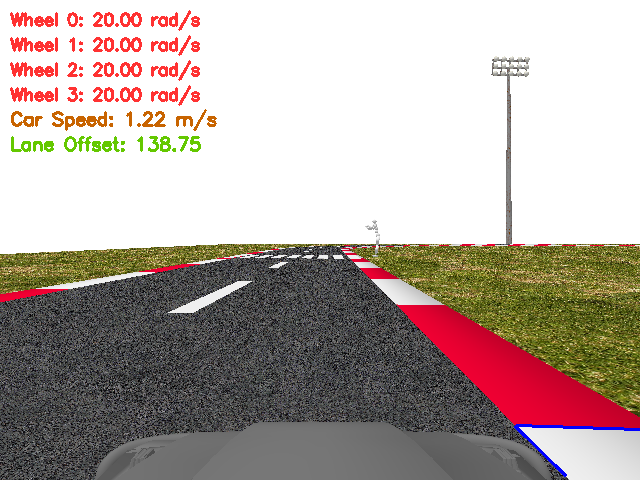 Wheel 0: 20.00 rad/s
Wheel 1: 20.00 rad/s
Wheel 2: 20.00 rad/s
Wheel 3: 20.00 rad/s
Car Speed: 1.22 m/s
Lane Offset: 138.75